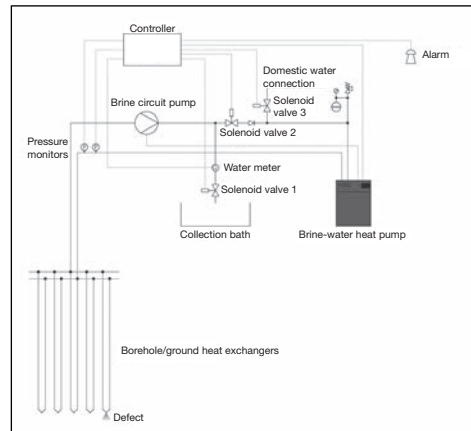 Controller
Alarm
Domestic water
connection
Brine circuit pump
Solenoid
valve 3
Solenoid valve 2
Pressure
monitors
Water meter
Solenoid valve 1
Collection bath
Brine-water heat pump
Borehole/ground heat exchangers
Defect